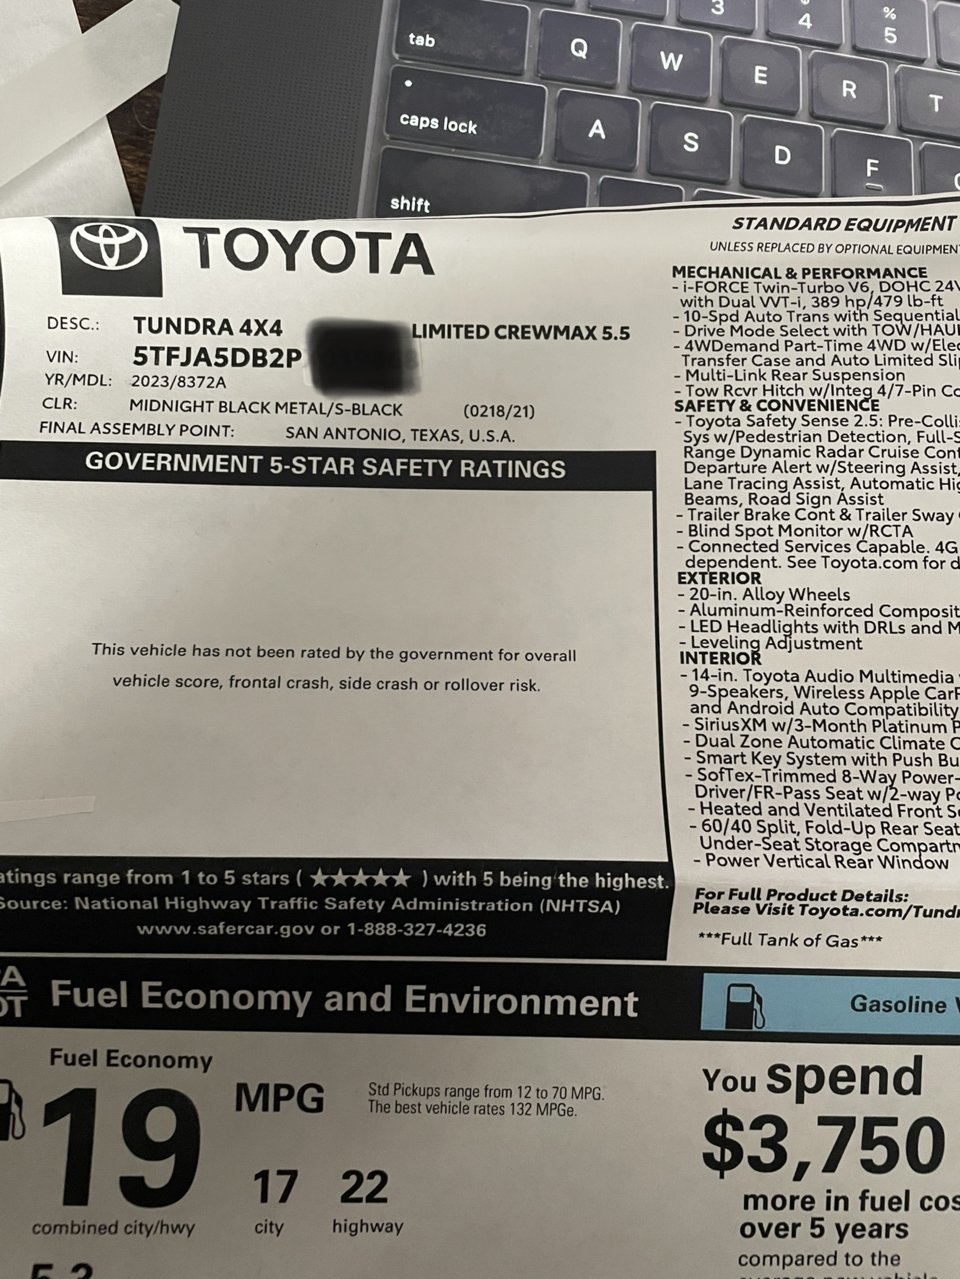 3
$
4
%
5
tab
Q
W
E
R
T
caps lock
A
S
D
F
shift
TOYOTA
DESC.: TUNDRA 4X4 LIMITED CREWMAX 5.5
VIN: 5TFJA5DB2P
YR/MDL: 2023/8372A
CLR: MIDNIGHT BLACK METAL/S-BLACK (0218/21)
FINAL ASSEMBLY POINT: SAN ANTONIO, TEXAS, U.S.A.
GOVERNMENT 5-STAR SAFETY RATINGS
This vehicle has not been rated by the government for overall
vehicle score, frontal crash, side crash or rollover risk.
atings range from 1 to 5 stars ( ★★★★★ ) with 5 being the highest.
Source: National Highway Traffic Safety Administration (NHTSA)
www.safercar.gov or 1-888-327-4236
STANDARD EQUIPMENT
UNLESS REPLACED BY OPTIONAL EQUIPMENT
MECHANICAL & PERFORMANCE
- i-FORCE Twin-Turbo V6, DOHC 24V
with Dual VVT-i, 389 hp/479 lb-ft
- 10-Spd Auto Trans with Sequential
- Drive Mode Select with TOW/HAUL
- 4WDemand Part-Time 4WD w/Elec
Transfer Case and Auto Limited Slip
- Multi-Link Rear Suspension
- Tow Rcvr Hitch w/Integ 4/7-Pin Co
SAFETY & CONVENIENCE
- Toyota Safety Sense 2.5: Pre-Colli
Sys w/Pedestrian Detection, Full-S
Range Dynamic Radar Cruise Cont
Departure Alert w/Steering Assist,
Lane Tracing Assist, Automatic Hig
Beams, Road Sign Assist
- Trailer Brake Cont & Trailer Sway
- Blind Spot Monitor w/RCTA
- Connected Services Capable. 4G
dependent. See Toyota.com for d
EXTERIOR
- 20-in. Alloy Wheels
- Aluminum-Reinforced Composit
- LED Headlights with DRLs and M
- Leveling Adjustment
INTERIOR
- 14-in. Toyota Audio Multimedia
9-Speakers, Wireless Apple CarP
and Android Auto Compatibility
- SiriusXM w/3-Month Platinum P
- Dual Zone Automatic Climate C
- Smart Key System with Push Bu
- SofTex-Trimmed 8-Way Power-
Driver/FR-Pass Seat w/2-way Po
- Heated and Ventilated Front Se
- 60/40 Split, Fold-Up Rear Seat
Under-Seat Storage Compartm
- Power Vertical Rear Window
For Full Product Details:
Please Visit Toyota.com/Tundr
***Full Tank of Gas***
A
OT
Fuel Economy and Environment
Gasoline V
Fuel Economy
19 MPG
Std Pickups range from 12 to 70 MPG.
The best vehicle rates 132 MPGe.
17 22
combined city/hwy city highway
5.3
You spend
$3,750
more in fuel cos
over 5 years
compared to the
average new vehicle